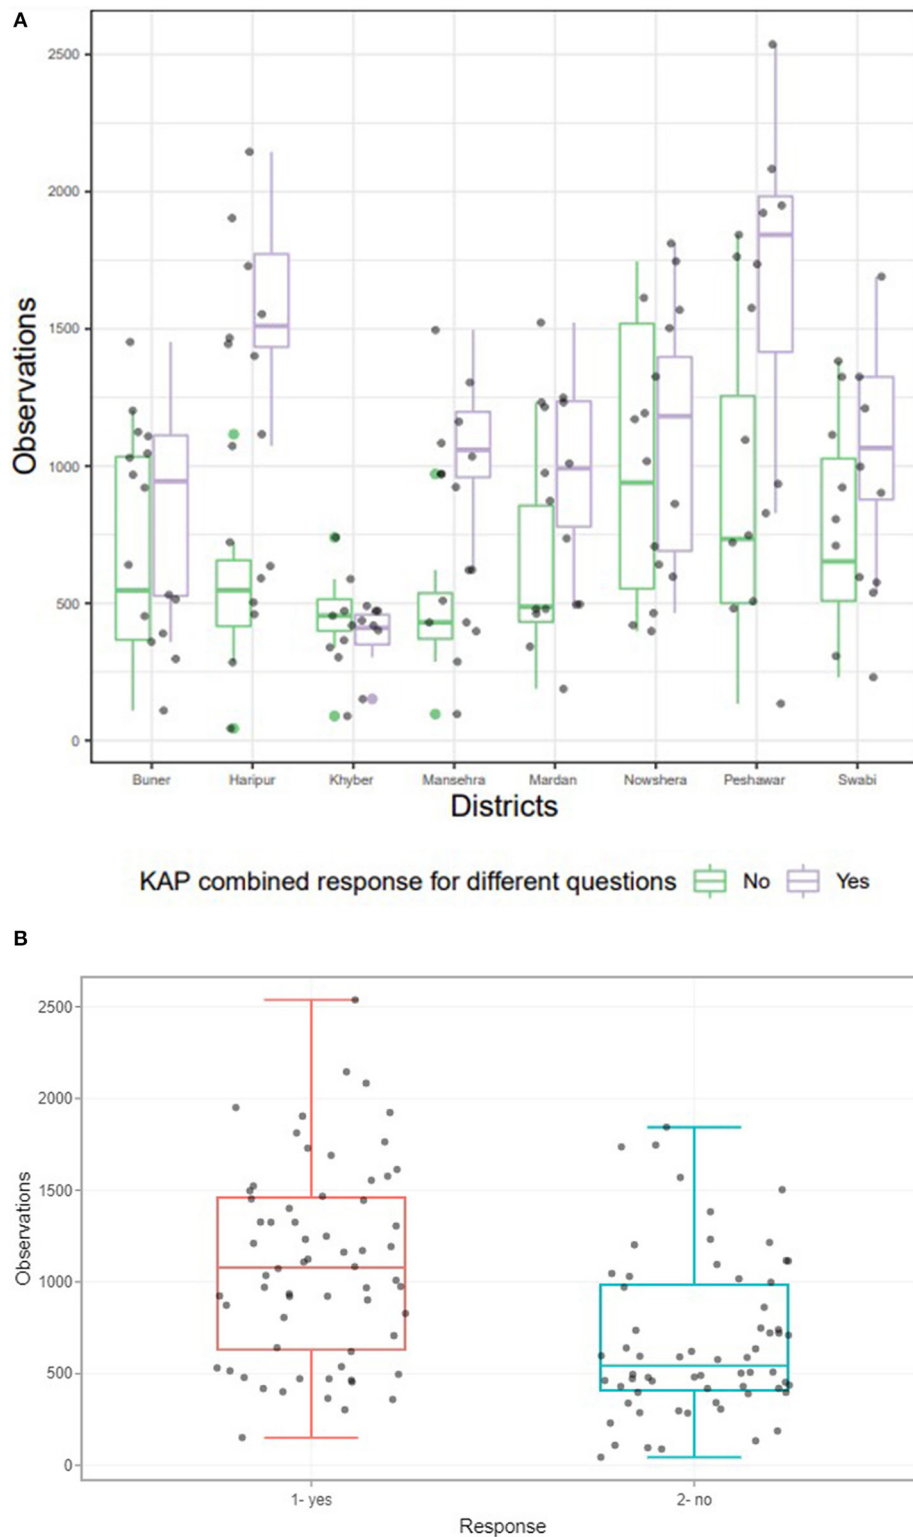 A
Observations
2500
2000
1500
1000
500
0
Buner Haripur Khyber Mansehra Mardan Nowshera Peshawar Swabi
Districts
KAP combined response for different questions No Yes
B
Observations
2500
2000
1500
1000
500
0
1- yes 2- no
Response